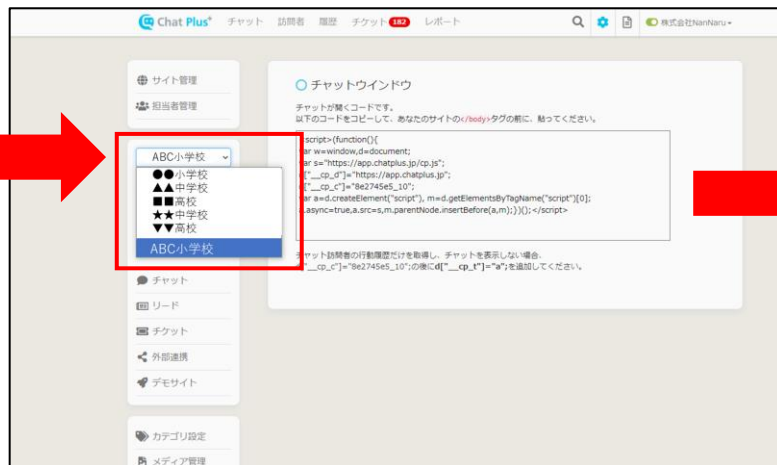 Chat Plus+ チャット 訪問者 履歴 チケット 182 レポート 株式会社NanNaru
サイト管理
担当者管理
ABC小学校
●●小学校
▲▲中学校
■■高校
★★中学校
▼▼高校
ABC小学校
チャット
リード
チケット
外部連携
デモサイト
カテゴリ設定
メディア管理
チャットウインドウ
チャットが開くコードです。
以下のコードをコピーして、あなたのサイトの</body>タグの前に、貼ってください。
script>(function(){
var w=window,d=document;
var s="https://app.chatplus.jp/cp.js";
d["__cp_d"]="https://app.chatplus.jp";
["__cp_c"]="8e2745e5_10";
var a=d.createElement("script"), m=d.getElementsByTagName("script")[0];
a.async=true,a.src=s,m.parentNode.insertBefore(a,m);})();</script>
チャット訪問者の行動履歴だけを取得し、チャットを表示しない場合、
["__cp_c"]="8e2745e5_10";の後にd["__cp_t"]="a";を追加してください。